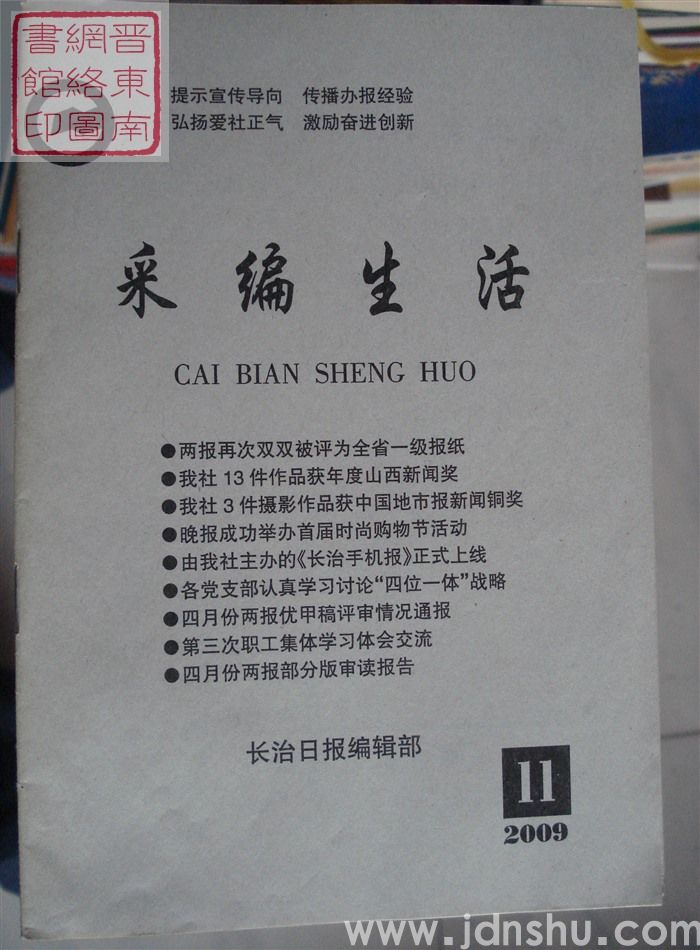 晋东南
網絡圖
書館印
提示宣传导向 传播办报经验
弘扬爱社正气 激励奋进创新
采编生活
CAI BIAN SHENG HUO
●两报再次双双被评为全省一级报纸
●我社 13 件作品获年度山西新闻奖
●我社 3 件摄影作品获中国地市报新闻铜奖
●晚报成功举办首届时尚购物节活动
●由我社主办的《长治手机报》正式上线
●各党支部认真学习讨论“四位一体”战略
●四月份两报优甲稿评审情况通报
●第三次职工集体学习体会交流
●四月份两报部分版审读报告
长治日报编辑部
11
2009
www.jdnshu.com